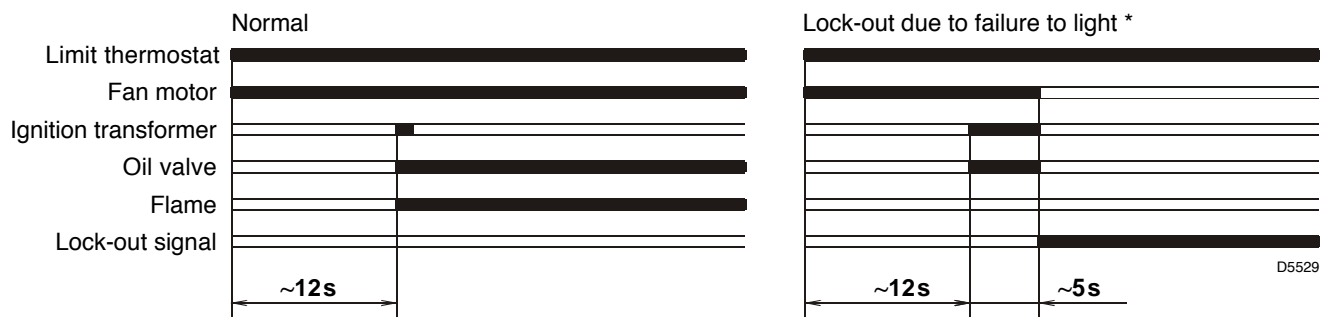 Normal
Lock-out due to failure to light *
Limit thermostat
Fan motor
Ignition transformer
Oil valve
Flame
Lock-out signal
D5529
~12s
~12s
~5s